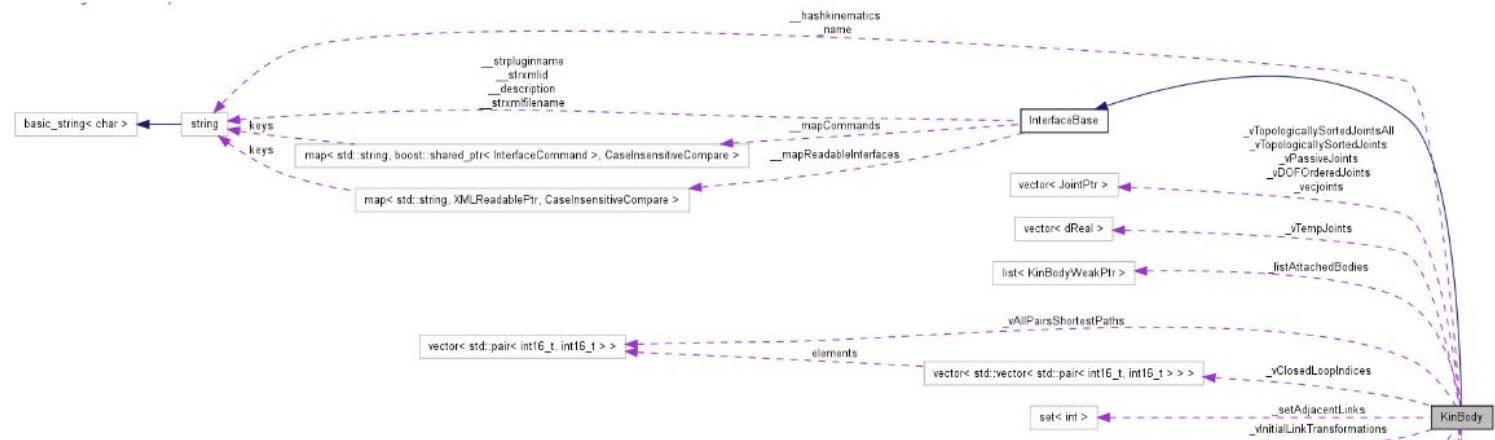 __hashkinematics
_name
__strpluginname
__strxmlid
__description
__strxmlfilename
basic_string< char >
string
keys
InterfaceBase
__mapCommands
map< std::string, boost::shared_ptr< InterfaceCommand >, CaseInsensitiveCompare >
keys
__mapReadableInterfaces
map< std::string, XMLReadablePtr, CaseInsensitiveCompare >
_vTopologicallySortedJointsAll
_vTopologicallySortedJoints
_vPassiveJoints
_vDOFOrderedJoints
_vecjoints
vector< JointPtr >
vector< dReal >
_vTempJoints
list< KinBodyWeakPtr >
_listAttachedBodies
_vAllPairsShortestPaths
vector< std::pair< int16_t, int16_t > >
elements
vector< std::vector< std::pair< int16_t, int16_t > > >
_vClosedLoopIndices
set< int >
_setAdjacentLinks
KinBody
_vInitialLinkTransformations